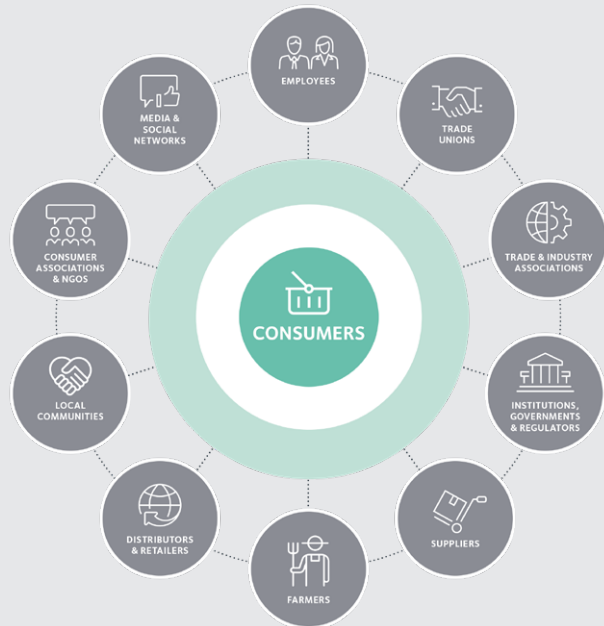 EMPLOYEES
MEDIA &
SOCIAL
NETWORKS
TRADE
UNIONS
CONSUMER
ASSOCIATIONS
& NGOS
TRADE & INDUSTRY
ASSOCIATIONS
CONSUMERS
LOCAL
COMMUNITIES
INSTITUTIONS,
GOVERNMENTS
& REGULATORS
DISTRIBUTORS
& RETAILERS
SUPPLIERS
FARMERS